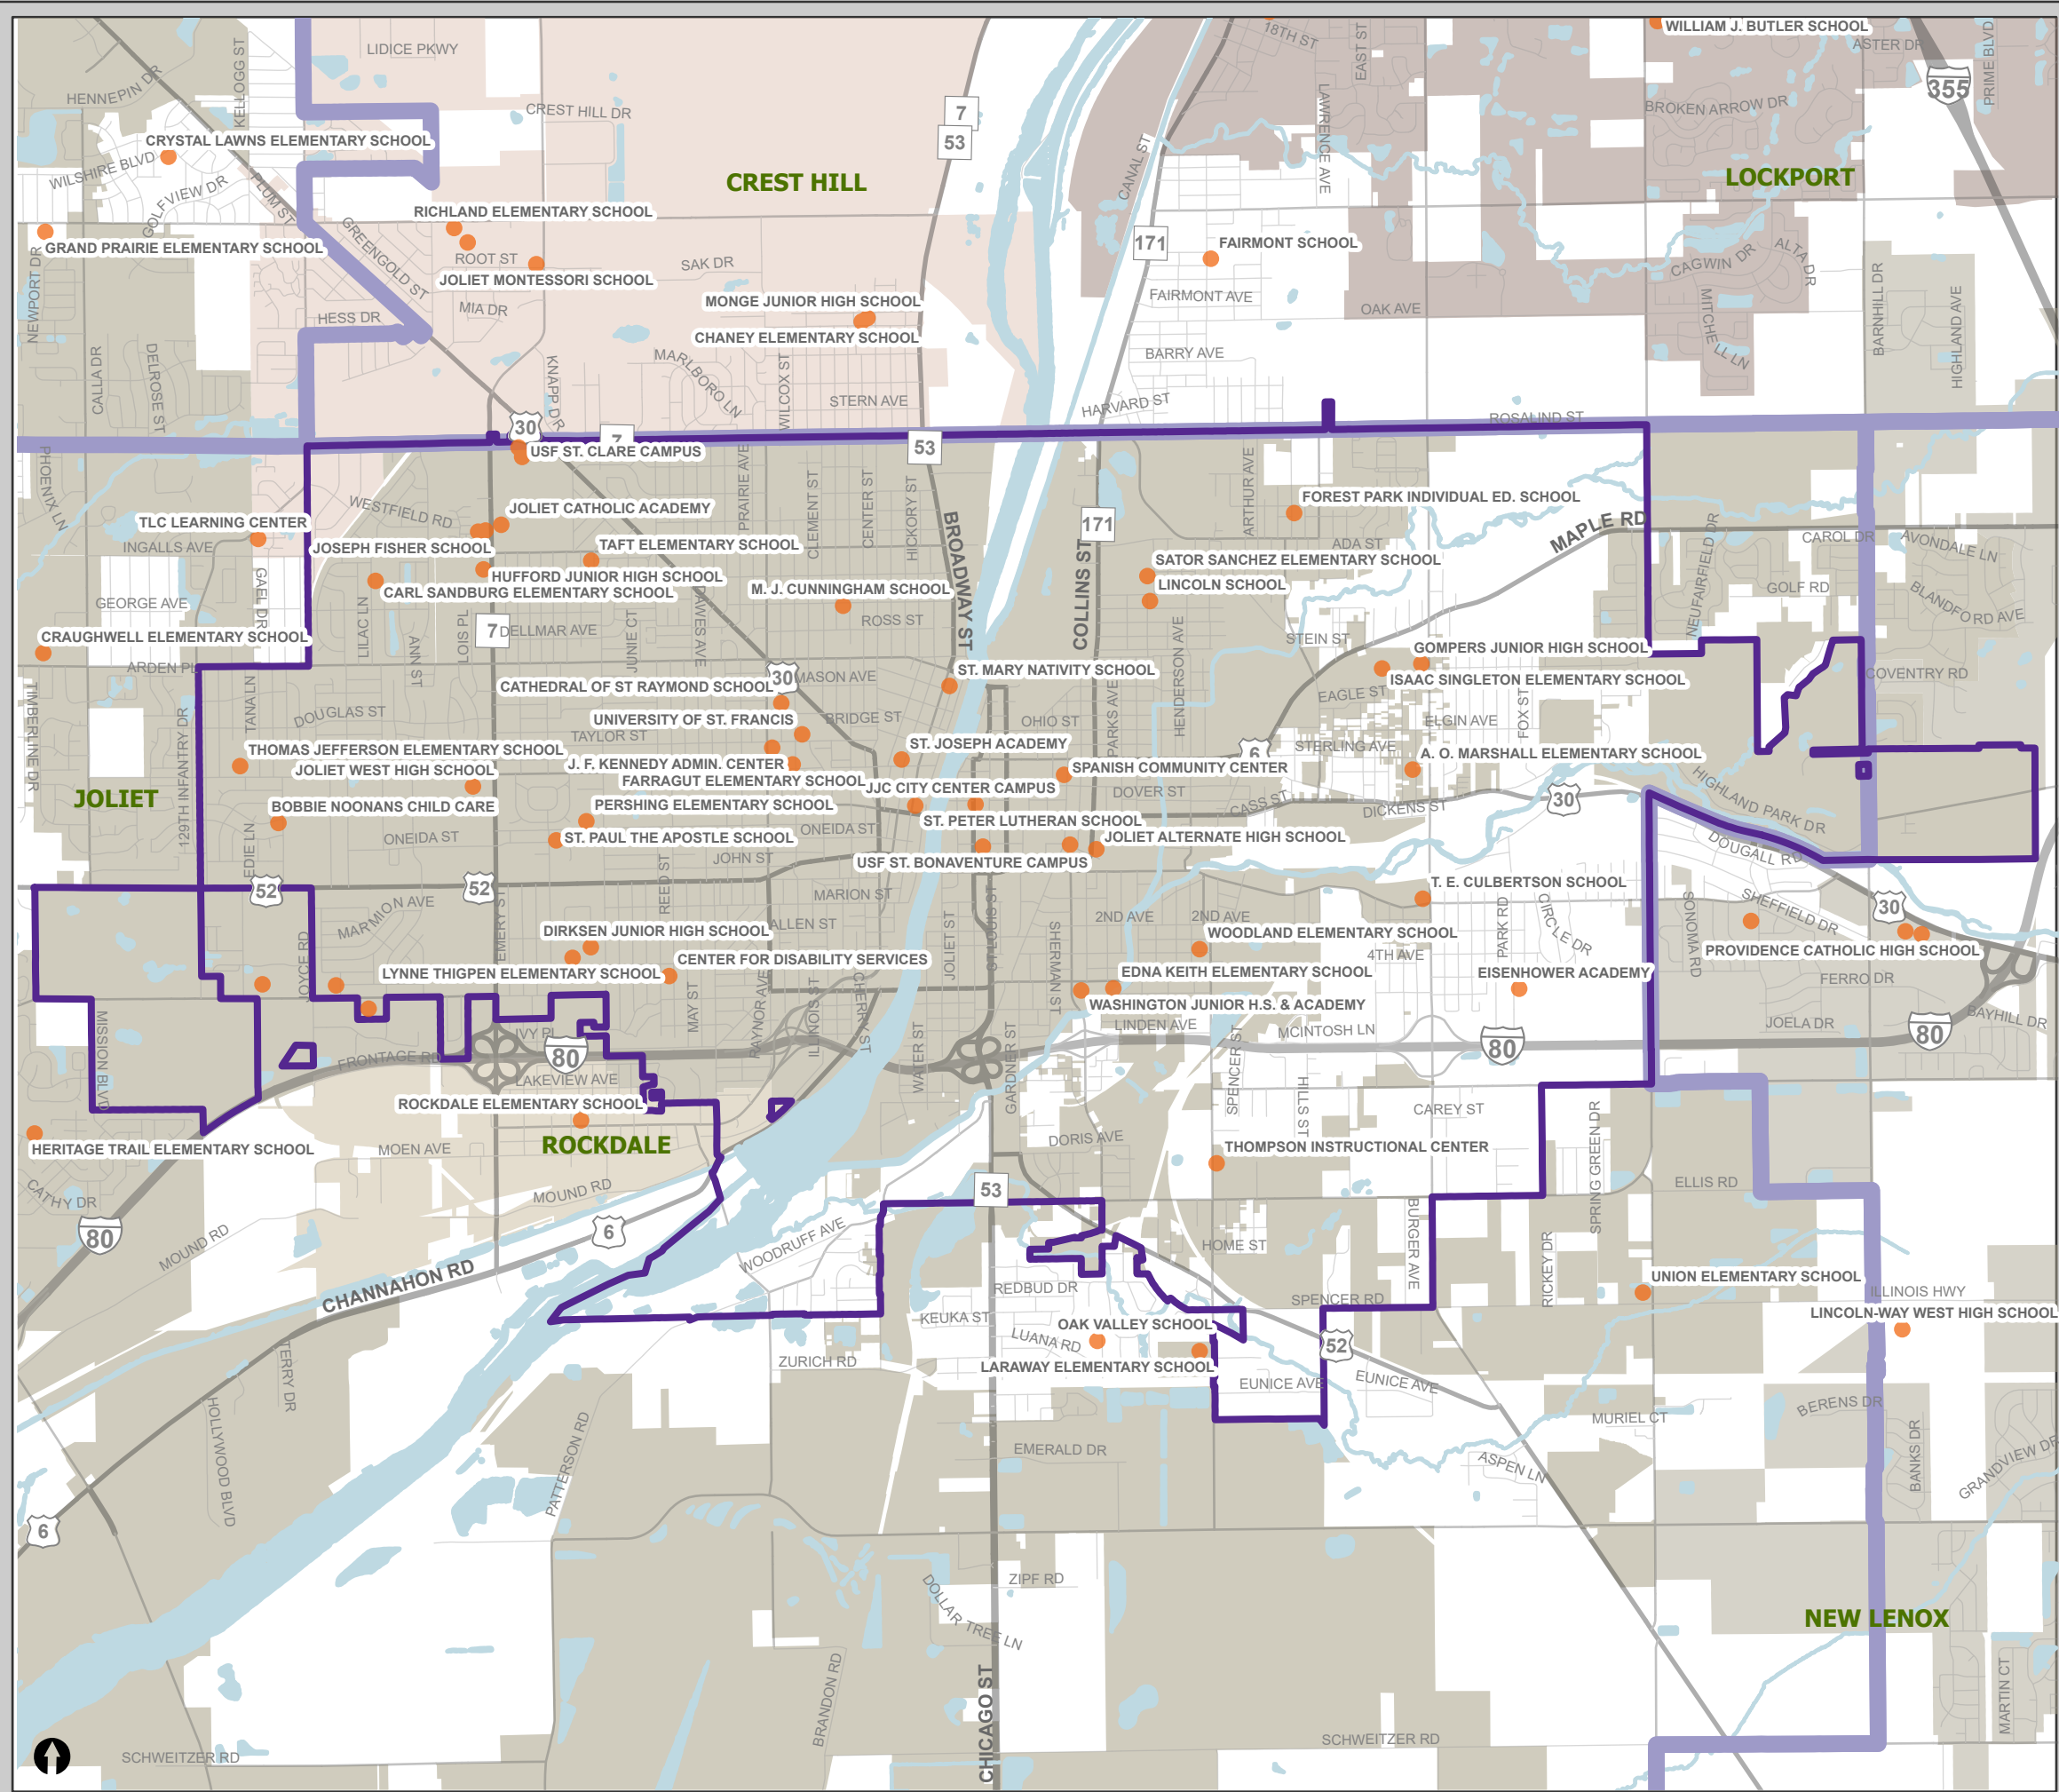 WILLIAM J. BUTLER SCHOOL
18TH ST
EAST ST
ASTER DR
PRIME BLVD
LIDICE PKWY
KELLOGG ST
HENNEPIN DR
355
7
53
CREST HILL DR
BROKEN ARROW DR
LAWRENCE AVE
CRYSTAL LAWNS ELEMENTARY SCHOOL
WILSHIRE BLVD
CANAL ST
PLUM ST
GOLFVIEW DR
CREST HILL
LOCKPORT
RICHLAND ELEMENTARY SCHOOL
GRAND PRAIRIE ELEMENTARY SCHOOL
GREENGOLD ST
171
FAIRMONT SCHOOL
ROOT ST
SAK DR
CAGWIN DR
ALTA DR
JOLIET MONTESSORI SCHOOL
NEWPORT DR
FAIRMONT AVE
BARNHILL DR
MONGE JUNIOR HIGH SCHOOL
MIA DR
HESS DR
OAK AVE
MITCHELL LN
HIGHLAND AVE
CHANEY ELEMENTARY SCHOOL
BARRY AVE
CALLA DR
DELROSE ST
KNAPP DR
MARLBORO LN
WILCOX ST
STERN AVE
HARVARD ST
ROSALIND ST
30
7
53
USF ST. CLARE CAMPUS
PHOENIX LN
PRAIRIE AVE
CLEMENT ST
CENTER ST
HICKORY ST
ARTHUR AVE
WESTFIELD RD
JOLIET CATHOLIC ACADEMY
FOREST PARK INDIVIDUAL ED. SCHOOL
TLC LEARNING CENTER
171
MAPLE RD
BROADWAY ST
INGALLS AVE
JOSEPH FISHER SCHOOL
TAFT ELEMENTARY SCHOOL
ADA ST
CAROL DR
AVONDALE LN
NEUFAIRFIELD DR
SATOR SANCHEZ ELEMENTARY SCHOOL
HUFFORD JUNIOR HIGH SCHOOL
LINCOLN SCHOOL
GOLF RD
CARL SANDBURG ELEMENTARY SCHOOL
M. J. CUNNINGHAM SCHOOL
GEORGE AVE
GAEL DR
COLLINS ST
BLANDFORD AVE
LILAC LN
LOIS PL
7
DELLMAR AVE
ROSS ST
CRAUGHWELL ELEMENTARY SCHOOL
STEIN ST
GOMPERS JUNIOR HIGH SCHOOL
ANN ST
JUNIE CT
DAWES AVE
HENDERSON AVE
ARDEN PL
ST. MARY NATIVITY SCHOOL
COVENTRY RD
30
MASON AVE
ISAAC SINGLETON ELEMENTARY SCHOOL
CATHEDRAL OF ST RAYMOND SCHOOL
EAGLE ST
FOX ST
TIMBERLINE DR
TANALN
DOUGLAS ST
UNIVERSITY OF ST. FRANCIS
BRIDGE ST
OHIO ST
PARKS AVE
ELGIN AVE
129TH INFANTRY DR
TAYLOR ST
ST. JOSEPH ACADEMY
6
STERLING AVE
THOMAS JEFFERSON ELEMENTARY SCHOOL
A. O. MARSHALL ELEMENTARY SCHOOL
JOLIET WEST HIGH SCHOOL
J. F. KENNEDY ADMIN. CENTER
SPANISH COMMUNITY CENTER
FARRAGUT ELEMENTARY SCHOOL
JJC CITY CENTER CAMPUS
DOVER ST
HIGHLAND PARK DR
JOLIET
BOBBIE NOONANS CHILD CARE
PERSHING ELEMENTARY SCHOOL
CASS ST
DICKENS ST
30
ST. PETER LUTHERAN SCHOOL
ONEIDA ST
ST. PAUL THE APOSTLE SCHOOL
ONEIDA ST
JOLIET ALTERNATE HIGH SCHOOL
EDIE LN
JOHN ST
USF ST. BONAVENTURE CAMPUS
DOUGALL RD
52
52
REED ST
MARION ST
T. E. CULBERTSON SCHOOL
SHEFFIELD DR
30
MARMION AVE
ALLEN ST
JOLIET ST
ST LOUIS ST
SHERMAN ST
2ND AVE
2ND AVE
PARK RD
CIRCLE DR
SONOMA RD
EMERY ST
DIRKSEN JUNIOR HIGH SCHOOL
WOODLAND ELEMENTARY SCHOOL
PROVIDENCE CATHOLIC HIGH SCHOOL
JOYCE RD
CENTER FOR DISABILITY SERVICES
4TH AVE
LYNNE THIGPEN ELEMENTARY SCHOOL
EDNA KEITH ELEMENTARY SCHOOL
EISENHOWER ACADEMY
FERRO DR
MAY ST
RAYNOR AVE
ILLINOIS ST
CHERRY ST
WASHINGTON JUNIOR H.S. & ACADEMY
MISSION BLVD
IVY PL
LINDEN AVE
MCINTOSH LN
JOELA DR
BAYHILL DR
80
80
80
FRONTAGE RD
WATER ST
GARDNER ST
SPENCER ST
HILLS ST
LAKEVIEW AVE
ROCKDALE ELEMENTARY SCHOOL
CAREY ST
SPRING GREEN DR
HERITAGE TRAIL ELEMENTARY SCHOOL
ROCKDALE
MOEN AVE
DORIS AVE
THOMPSON INSTRUCTIONAL CENTER
CATHY DR
MOUND RD
53
ELLIS RD
80
MOUND RD
6
WOODRUFF AVE
HOME ST
BURGER AVE
RICKEY DR
CHANNAHON RD
REDBUD DR
UNION ELEMENTARY SCHOOL
SPENCER RD
ILLINOIS HWY
KEUKA ST
OAK VALLEY SCHOOL
LINCOLN-WAY WEST HIGH SCHOOL
TERRY DR
LUANA RD
52
ZURICH RD
LARAWAY ELEMENTARY SCHOOL
EUNICE AVE
EUNICE AVE
HOLLYWOOD BLVD
BERENS DR
MURIEL CT
BANKS DR
PATTERSON RD
EMERALD DR
ASPEN LN
GRANDVIEW DR
6
ZIPF RD
DOLLAR TREE LN
NEW LENOX
BRANDON RD
CHICAGO ST
MARTIN CT
SCHWEITZER RD
SCHWEITZER RD